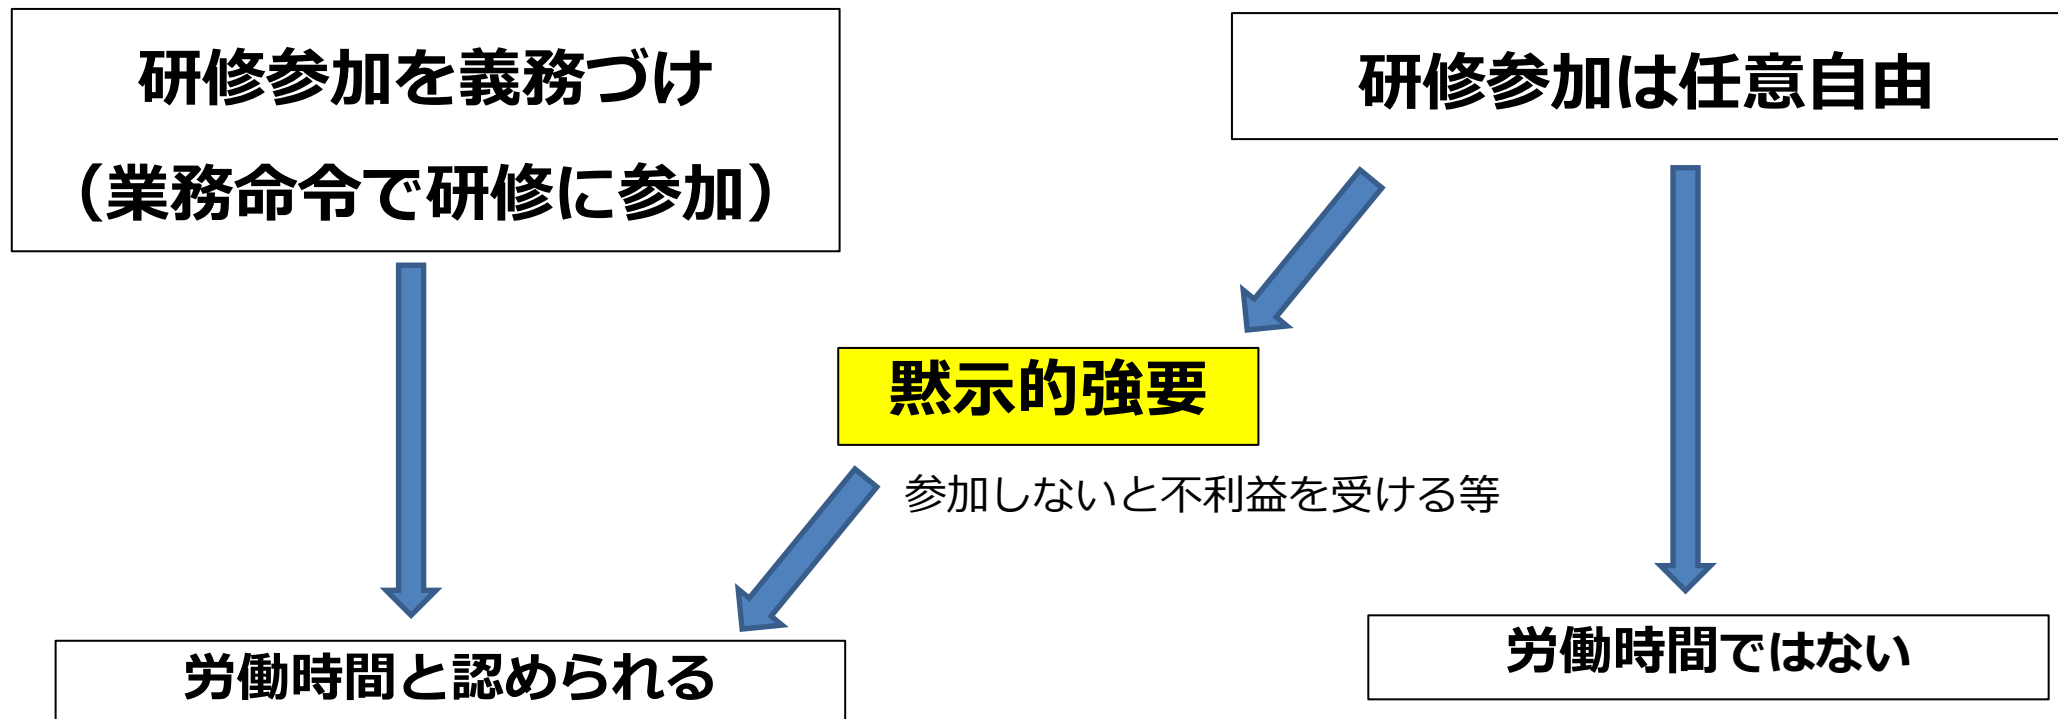 研修参加を義務づけ
（業務命令で研修に参加）
研修参加は任意自由
黙示的強要
参加しないと不利益を受ける等
労働時間と認められる
労働時間ではない